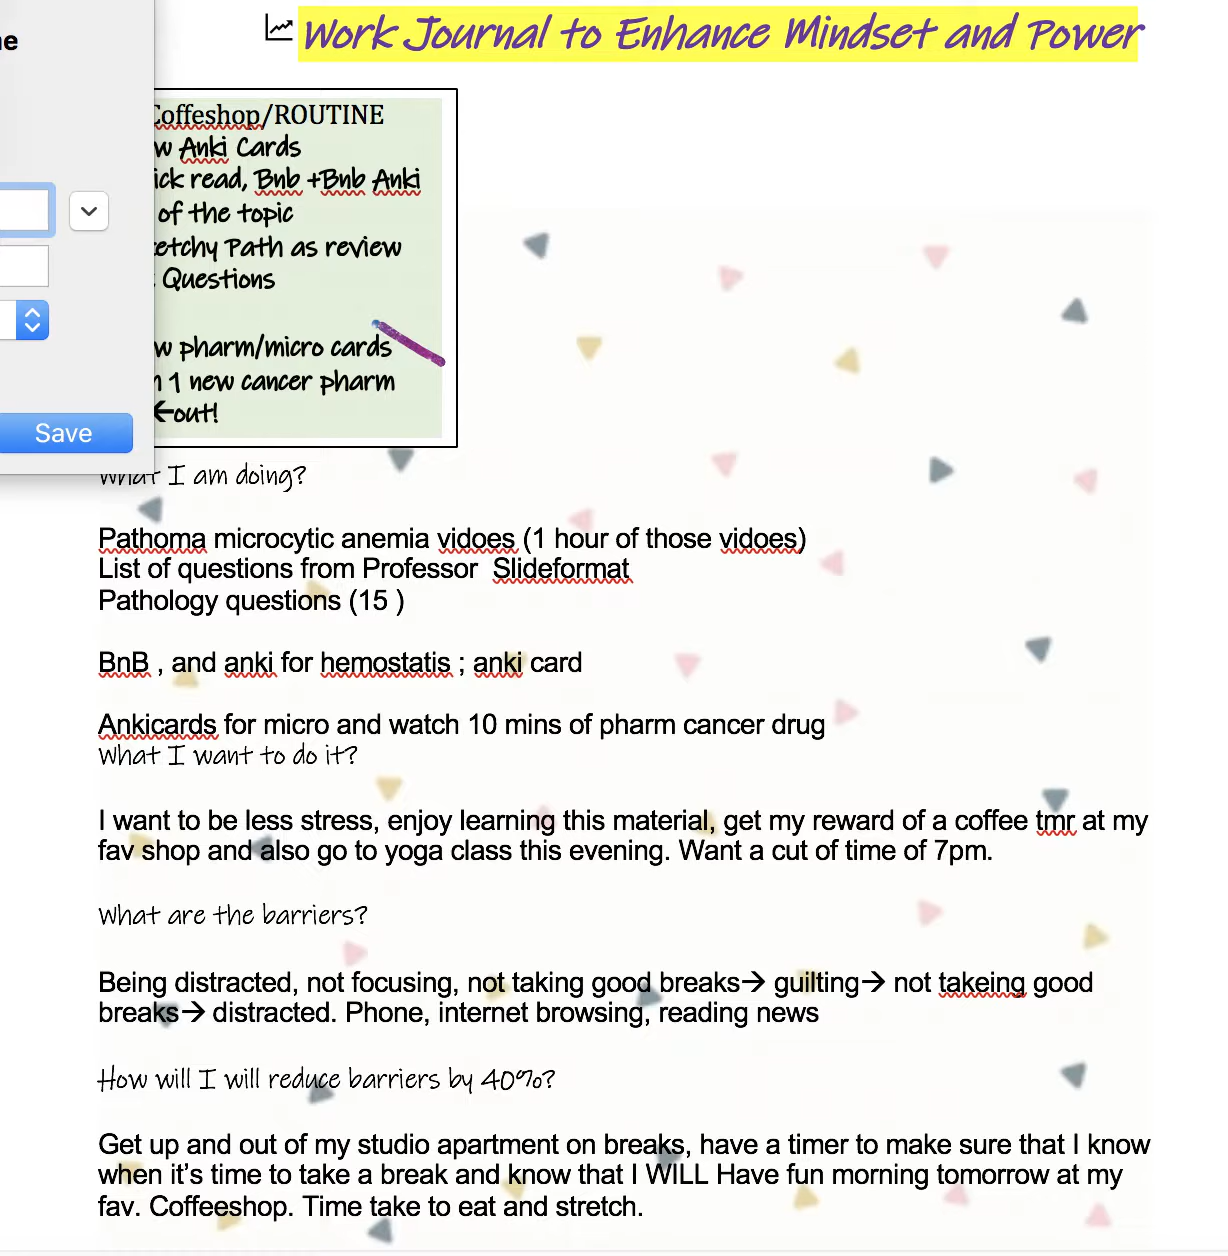 Work Journal to Enhance Mindset and Power
Coffeshop/ROUTINE
Anki Cards
read, Bnb +Bnb Anki
of the topic
Path as review
Questions
pharm/micro cards
1 new cancer pharm
←out!
Save
What I am doing?
Pathoma microcytic anemia vidoes (1 hour of those vidoes)
List of questions from Professor Slideformat
Pathology questions (15 )
BnB , and anki for hemostatis ; anki card
Ankicards for micro and watch 10 mins of pharm cancer drug
What I want to do it?
I want to be less stress, enjoy learning this material, get my reward of a coffee tmr at my
fav shop and also go to yoga class this evening. Want a cut of time of 7pm.
What are the barriers?
Being distracted, not focusing, not taking good breaks→ guilting→ not takeing good
breaks→ distracted. Phone, internet browsing, reading news
How will I will reduce barriers by 40%?
Get up and out of my studio apartment on breaks, have a timer to make sure that I know
when it’s time to take a break and know that I WILL Have fun morning tomorrow at my
fav. Coffeeshop. Time take to eat and stretch.